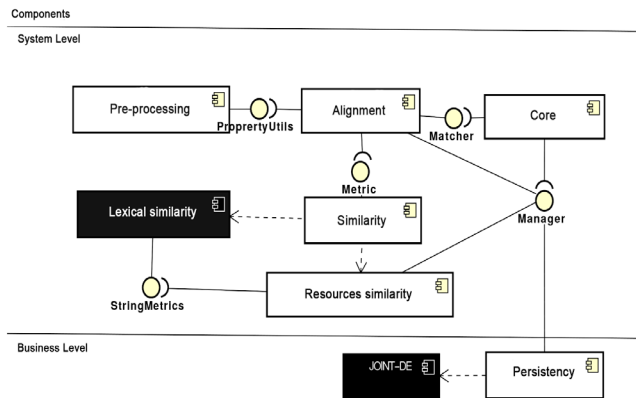 Components
System Level
Pre-processing
PropertyUtils
Alignment
Matcher
Core
Metric
Lexical similarity
Similarity
Manager
StringMetrics
Resources similarity
Business Level
JOINT-DE
Persistency